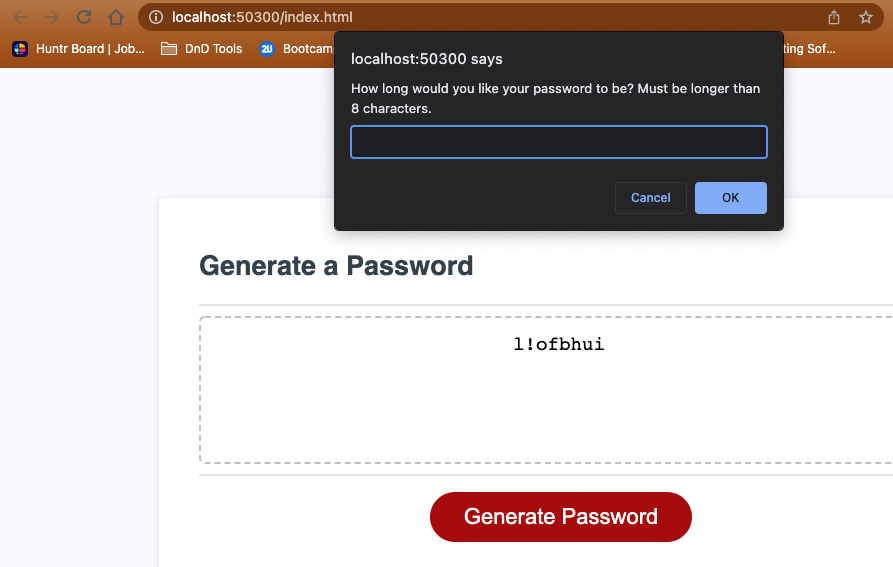 localhost:50300/index.html
Huntr Board | Job... DnD Tools 2U Bootcam ting Sof...
localhost:50300 says
How long would you like your password to be? Must be longer than
8 characters.
Cancel OK
Generate a Password
l!ofbhui
Generate Password